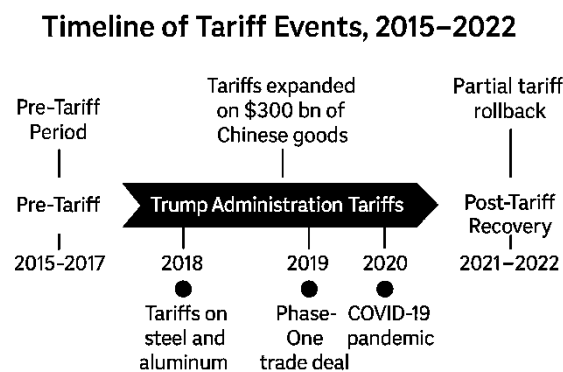 Timeline of Tariff Events, 2015–2022
Pre-Tariff
Period
Tariffs expanded
on $300 bn of
Chinese goods
Partial tariff
rollback
Pre-Tariff
Trump Administration Tariffs
Post-Tariff
Recovery
2015–2017
2018
2019
2020
2021–2022
Tariffs on
steel and
aluminum
Phase-
One
trade deal
COVID-19
pandemic